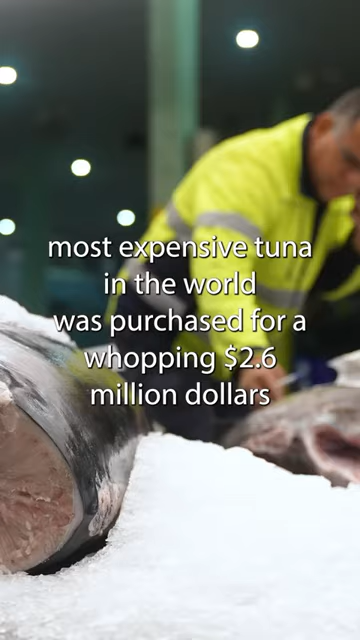 most expensive tuna
in the world
was purchased for a
whopping $2.6
million dollars